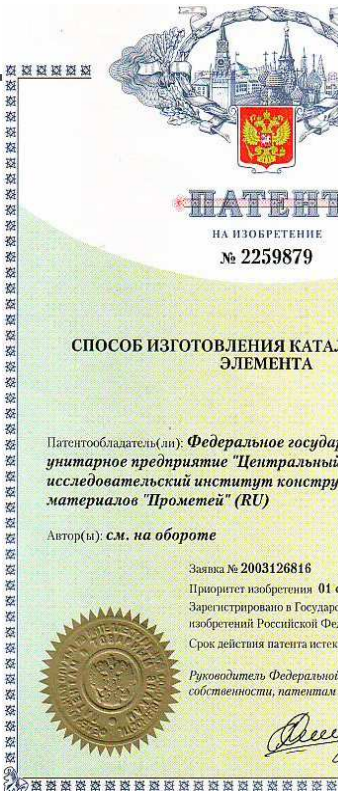 ПАТЕНТ
НА ИЗОБРЕТЕНИЕ
№ 2259879
СПОСОБ ИЗГОТОВЛЕНИЯ КАТАЛ
ЭЛЕМЕНТА
Патентообладатель(ли): Федеральное государ
унитарное предприятие "Центральный
исследовательский институт констру
материалов "Прометей" (RU)
Автор(ы): см. на обороте
Заявка № 2003126816
Приоритет изобретения 01 с
Зарегистрировано в Государс
изобретений Российской Фед
Срок действия патента истек
Руководитель Федеральной
собственности, патентам